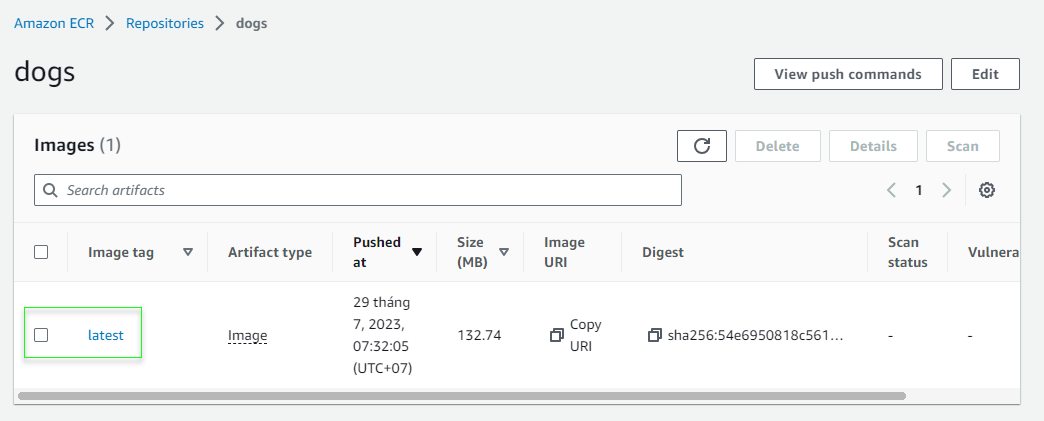 Amazon ECR > Repositories > dogs
dogs
View push commands
Edit
Images (1)
Delete
Details
Scan
Search artifacts
1
Image tag
Artifact type
Pushed
at
Size
(MB)
Image
URI
Digest
Scan
status
Vulnera
latest
Image
29 tháng
7, 2023,
07:32:05
(UTC+07)
132.74
Copy
URI
sha256:54e6950818c561...
-
-